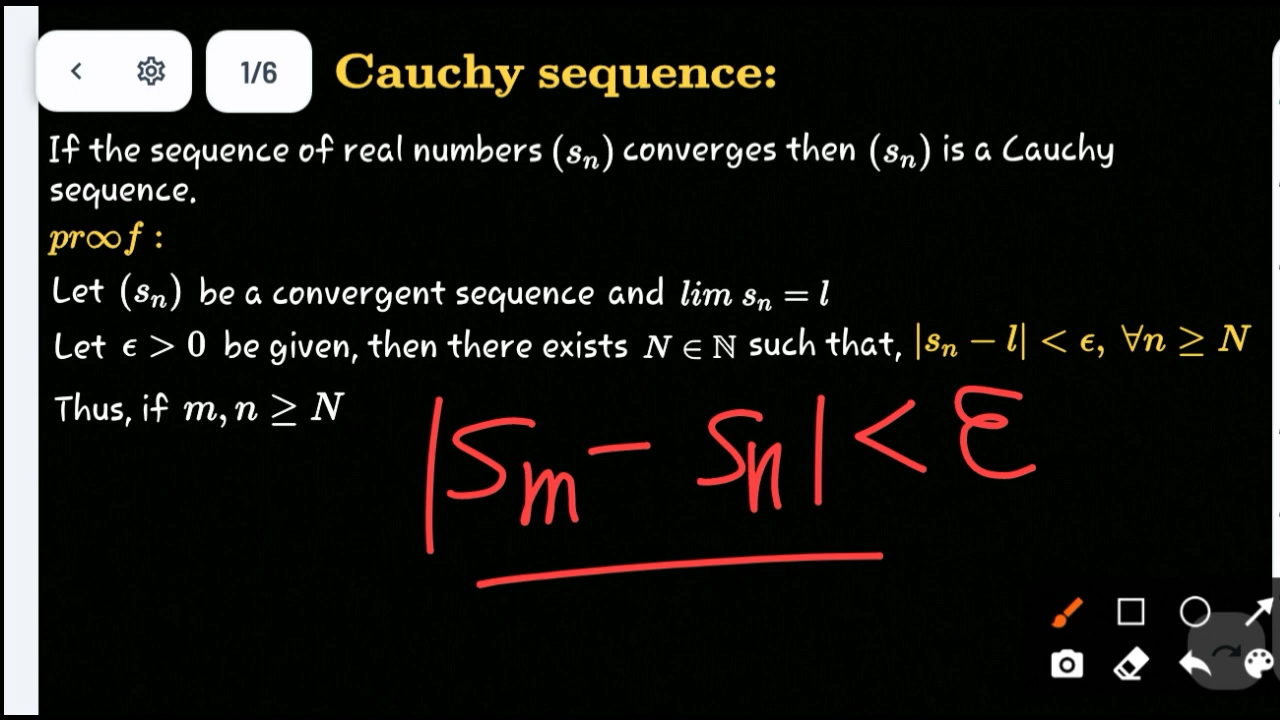 1/6
Cauchy sequence:
If the sequence of real numbers (sₙ) converges then (sₙ) is a Cauchy
sequence.
pr∞f :
Let (sₙ) be a convergent sequence and lim sₙ = l
Let ϵ > 0 be given, then there exists N ∈ ℕ such that, |sₙ − l| < ϵ, ∀n ≥ N
Thus, if m, n ≥ N
|Sₘ − Sₙ| < ε